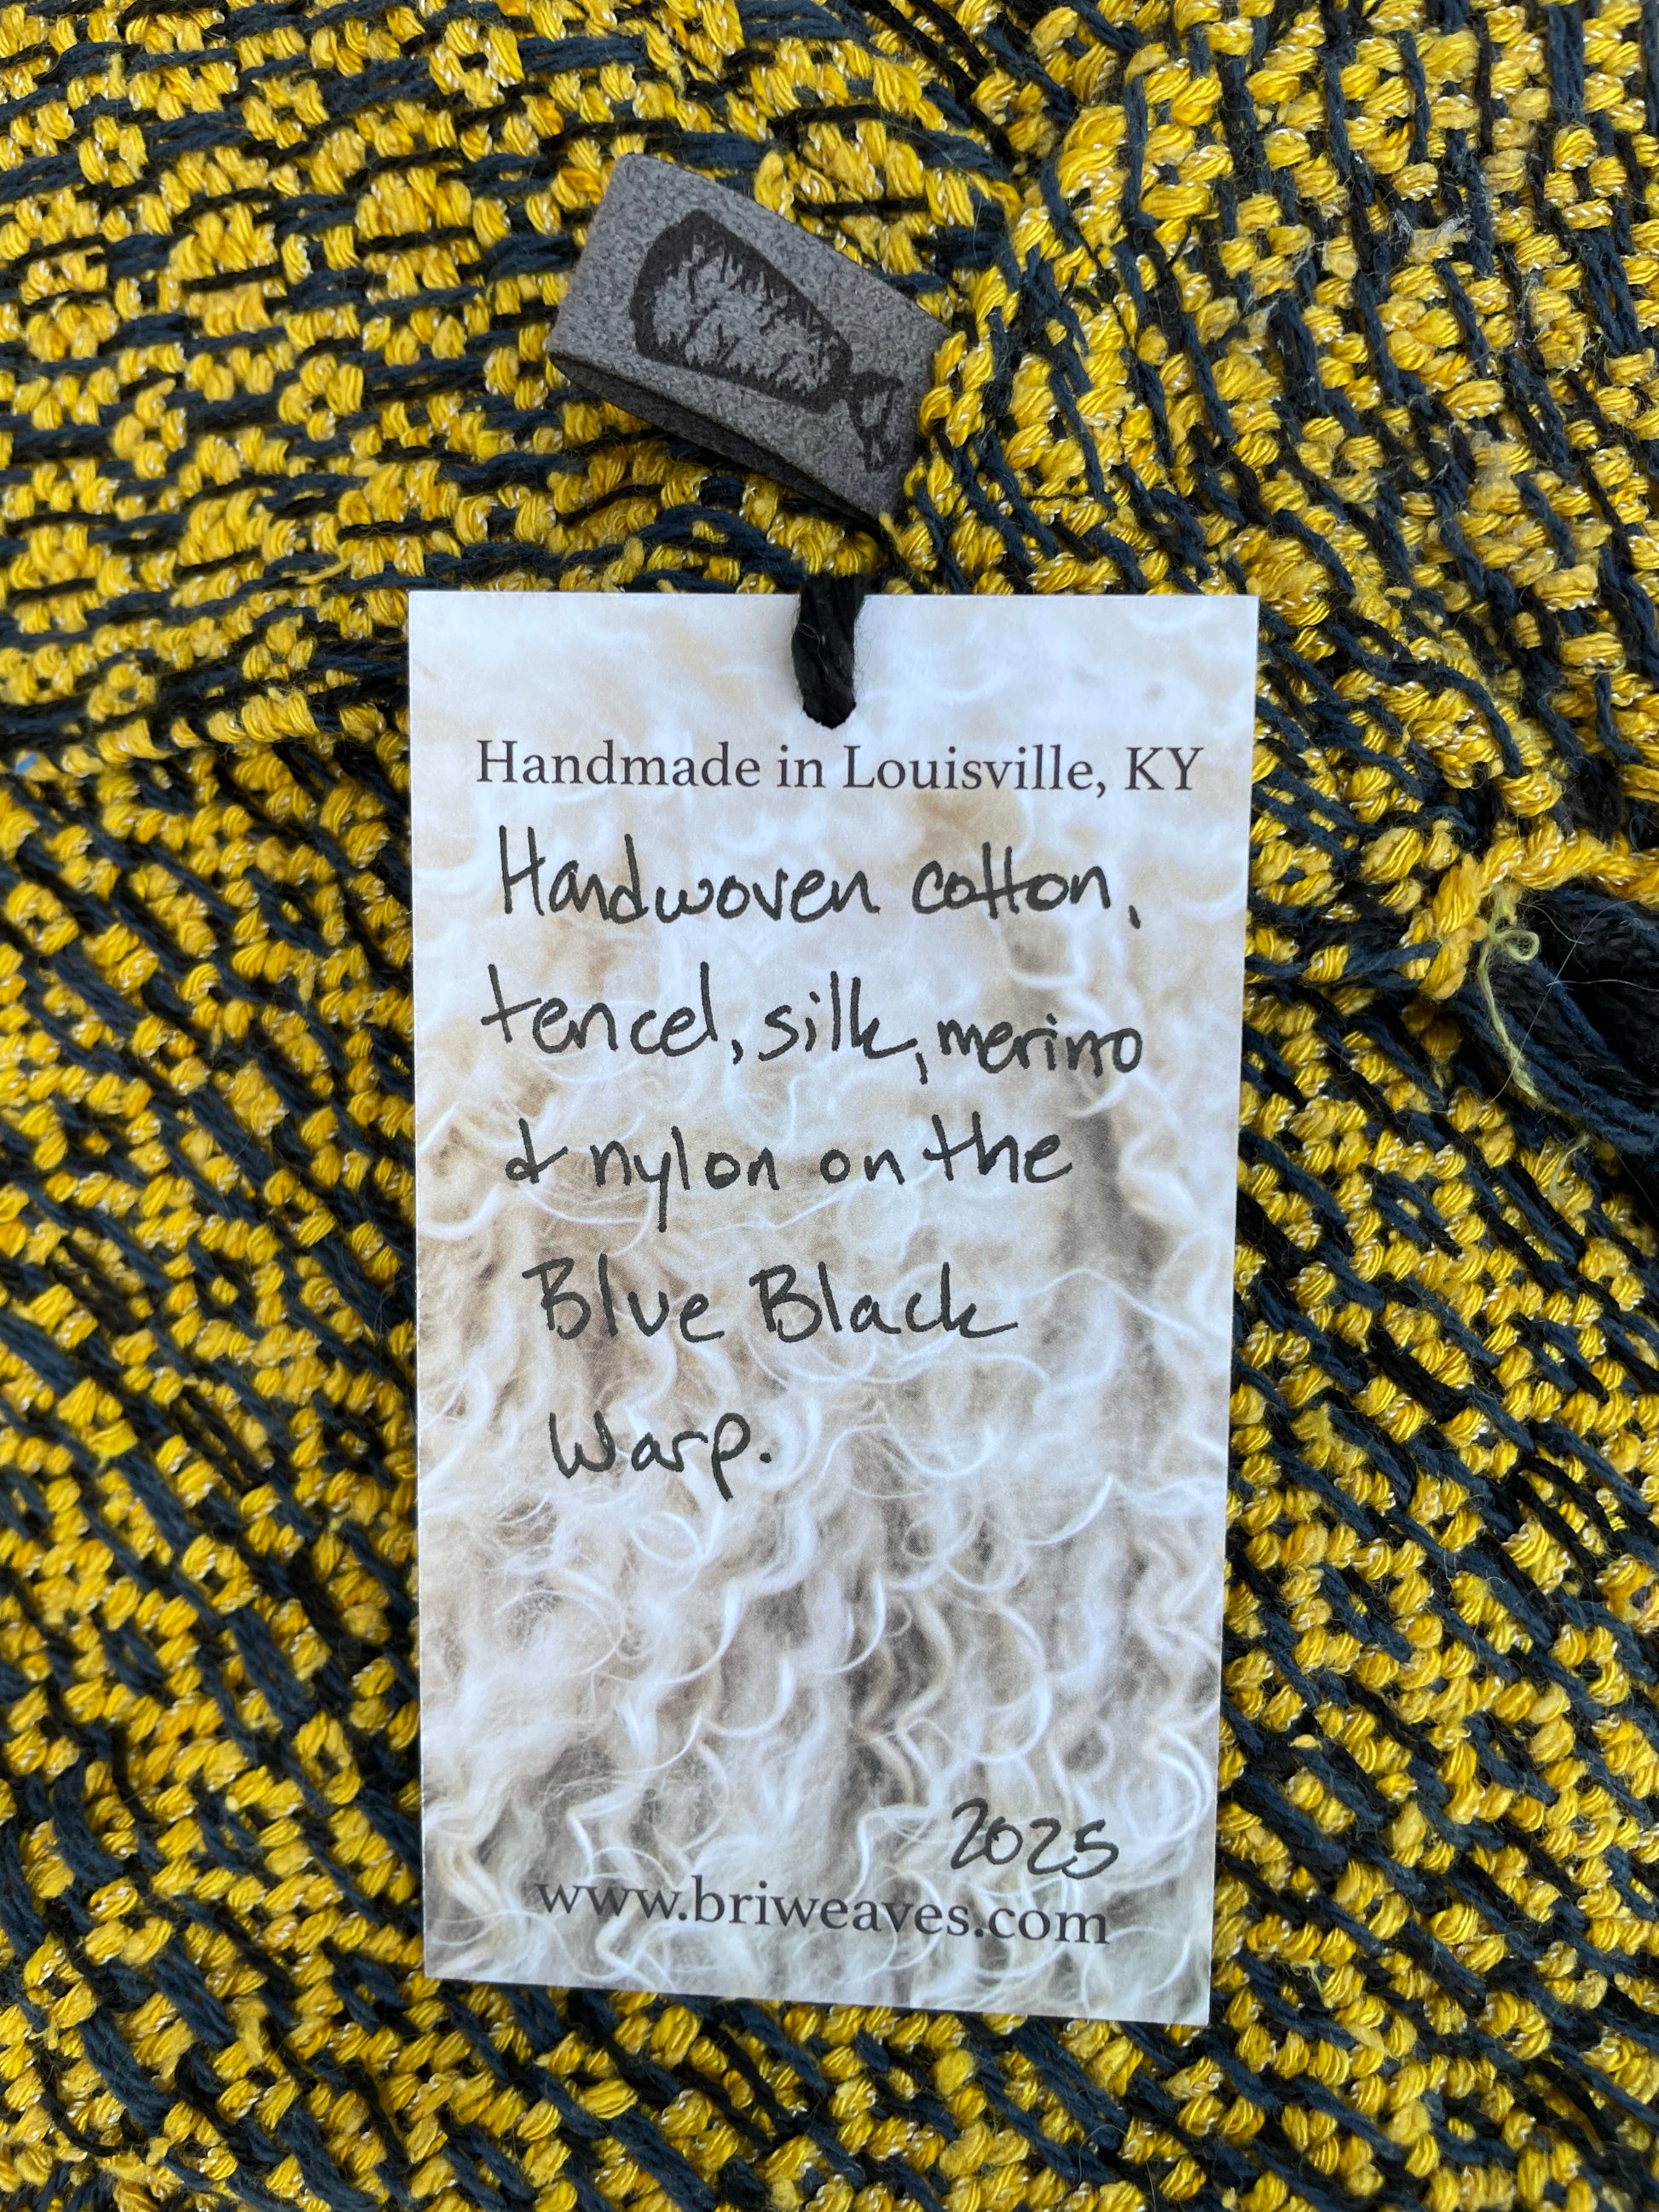 Handmade in Louisville, KY
Handwoven cotton,
tencel, silk, merino
& nylon on the
Blue Black
Warp.
2025
www.briweaves.com